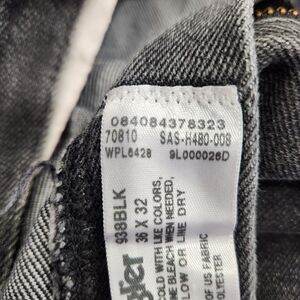 084084378323
70810 SAS-H480-008
WPL6428 9L000026D
938BLK
36 X 32
COLD WITH LIKE COLORS,
BLEACH WHEN NEEDED,
LOW OR LINE DRY
OF US FABRIC